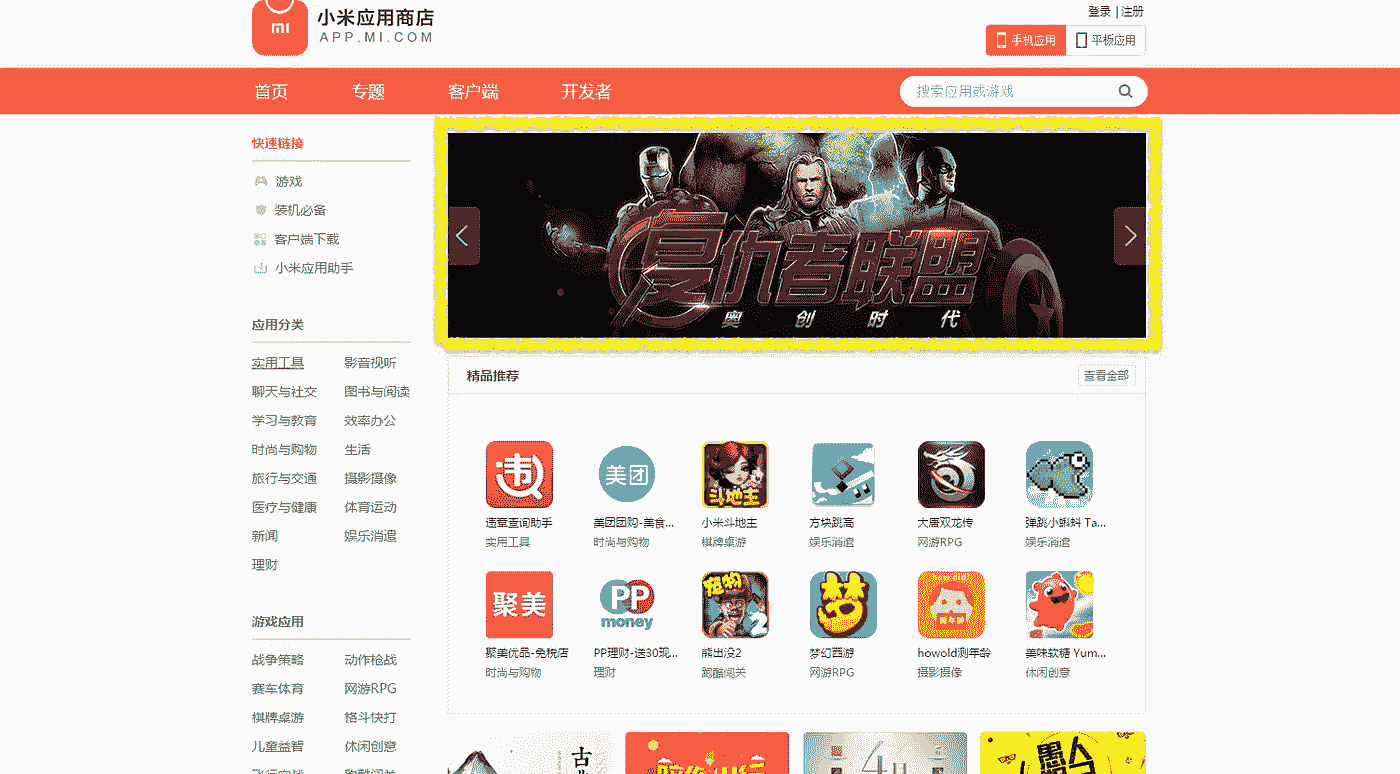 mi
小米应用商店
APP.MI.COM
登录 | 注册
手机应用 平板应用
首页 专题 客户端 开发者
搜索应用或游戏
快速链接
游戏
装机必备
客户端下载
小米应用助手
复仇者联盟
奥创时代
应用分类
实用工具 影音视听
聊天与社交 图书与阅读
学习与教育 效率办公
时尚与购物 生活
旅行与交通 摄影摄像
医疗与健康 体育运动
新闻 娱乐消遣
理财
游戏应用
战争策略 动作枪战
赛车体育 网游RPG
棋牌桌游 格斗快打
儿童益智 休闲创意
飞行空战 跑酷闯关
精品推荐 查看全部
违 美团 斗地主
违章查询助手 美团团购-美食... 小米斗地主 方块跳高 大唐双龙传 弹跳小蝌蚪 Ta...
实用工具 时尚与购物 棋牌桌游 娱乐消遣 网游RPG 娱乐消遣
聚美 PP money 2 梦 how old?
聚美优品-免税店 PP理财-送30现... 熊出没2 梦幻西游 howold测年龄 美味软糖 Yum...
时尚与购物 理财 跑酷闯关 网游RPG 摄影摄像 休闲创意
古